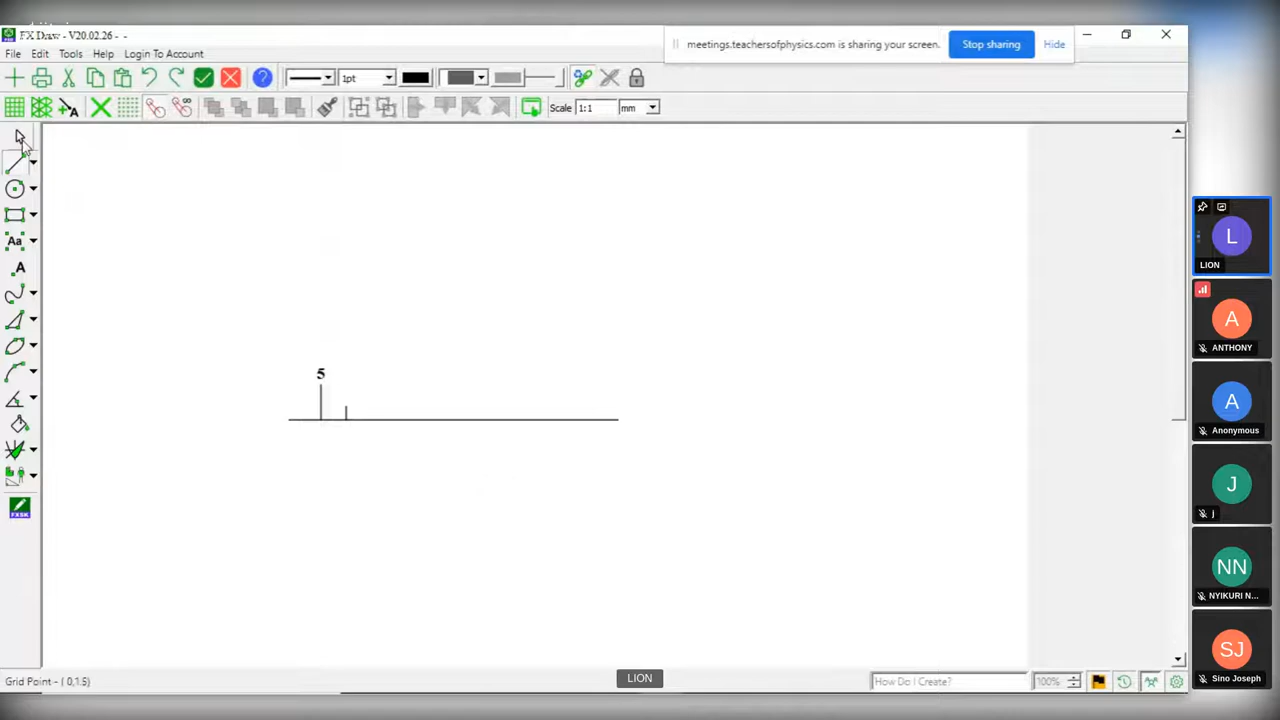 FX Draw - V20.02.26 - -
meetings.teachersofphysics.com is sharing your screen. Stop sharing Hide
File Edit Tools Help Login To Account
1pt
Scale 1:1 mm
Aa
A
FXSK
5
L
LION
A
ANTHONY
A
Anonymous
J
j
NN
NYIKURI N...
SJ
Sino Joseph
Grid Point - ( 0,1.5)
LION
How Do I Create?
100%